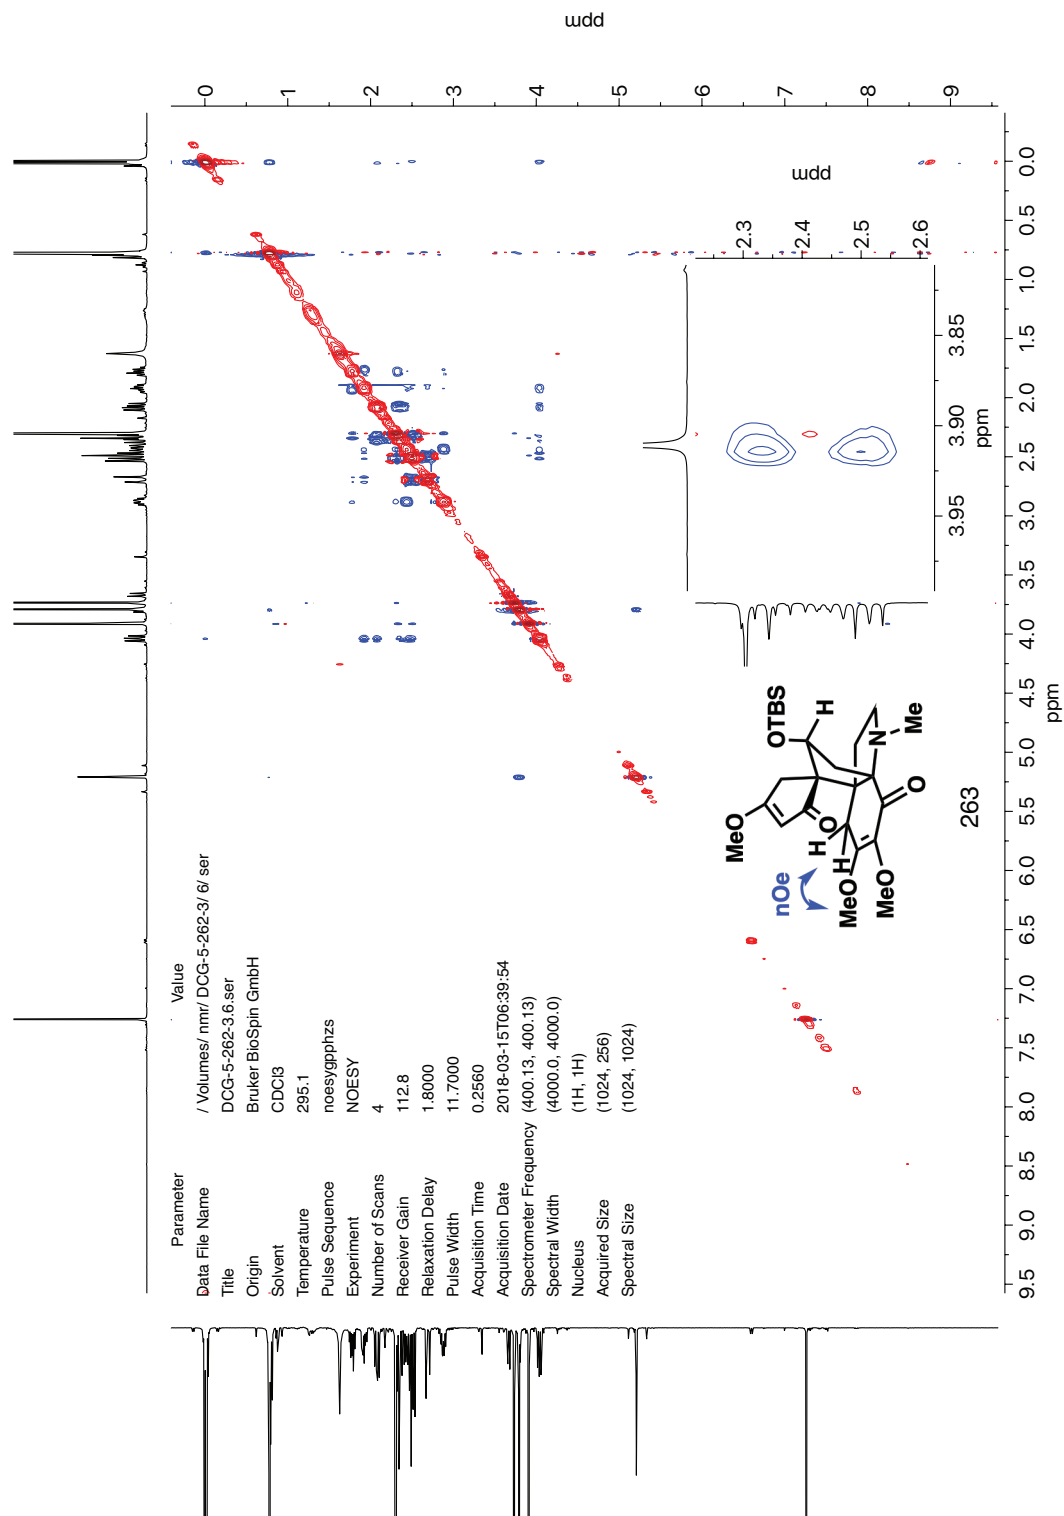 ppm
0
1
2
3
4
5
6
7
8
9
0.0
0.5
1.0
1.5
2.0
2.5
3.0
3.5
4.0
4.5
5.0
5.5
6.0
6.5
7.0
7.5
8.0
8.5
9.0
9.5
ppm
Parameter Value
Data File Name / Volumes/ nmr/ DCG-5-262-3/ 6/ ser
Title DCG-5-262-3.6.ser
Origin Bruker BioSpin GmbH
Solvent CDCl3
Temperature 295.1
Pulse Sequence noesygpphzs
Experiment NOESY
Number of Scans 4
Receiver Gain 112.8
Relaxation Delay 1.8000
Pulse Width 11.7000
Acquisition Time 0.2560
Acquisition Date 2018-03-15T06:39:54
Spectrometer Frequency (400.13, 400.13)
Spectral Width (4000.0, 4000.0)
Nucleus (1H, 1H)
Acquired Size (1024, 256)
Spectral Size (1024, 1024)
ppm
2.3
2.4
2.5
2.6
3.85
3.90
3.95
ppm
nOe
MeO
OTBS
H
O
H
H
N
Me
MeO
MeO
O
263